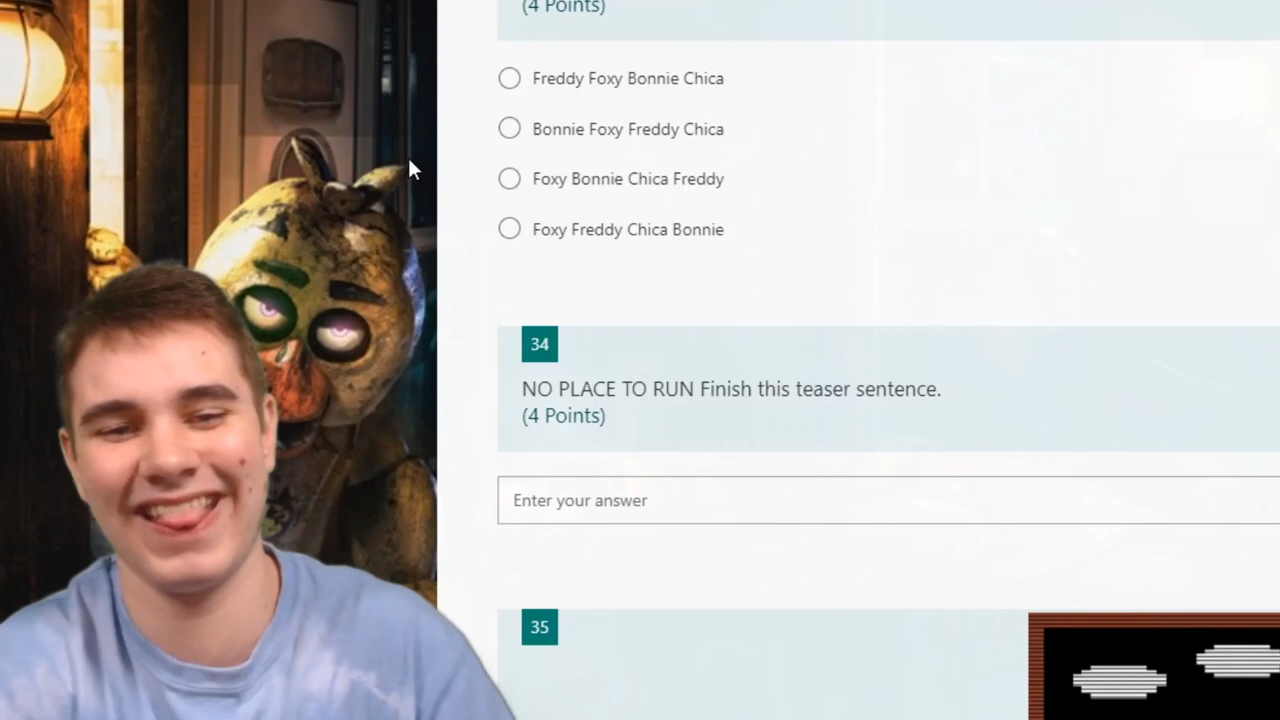 (4 Points)
Freddy Foxy Bonnie Chica
Bonnie Foxy Freddy Chica
Foxy Bonnie Chica Freddy
Foxy Freddy Chica Bonnie
34
NO PLACE TO RUN Finish this teaser sentence.
(4 Points)
Enter your answer
35